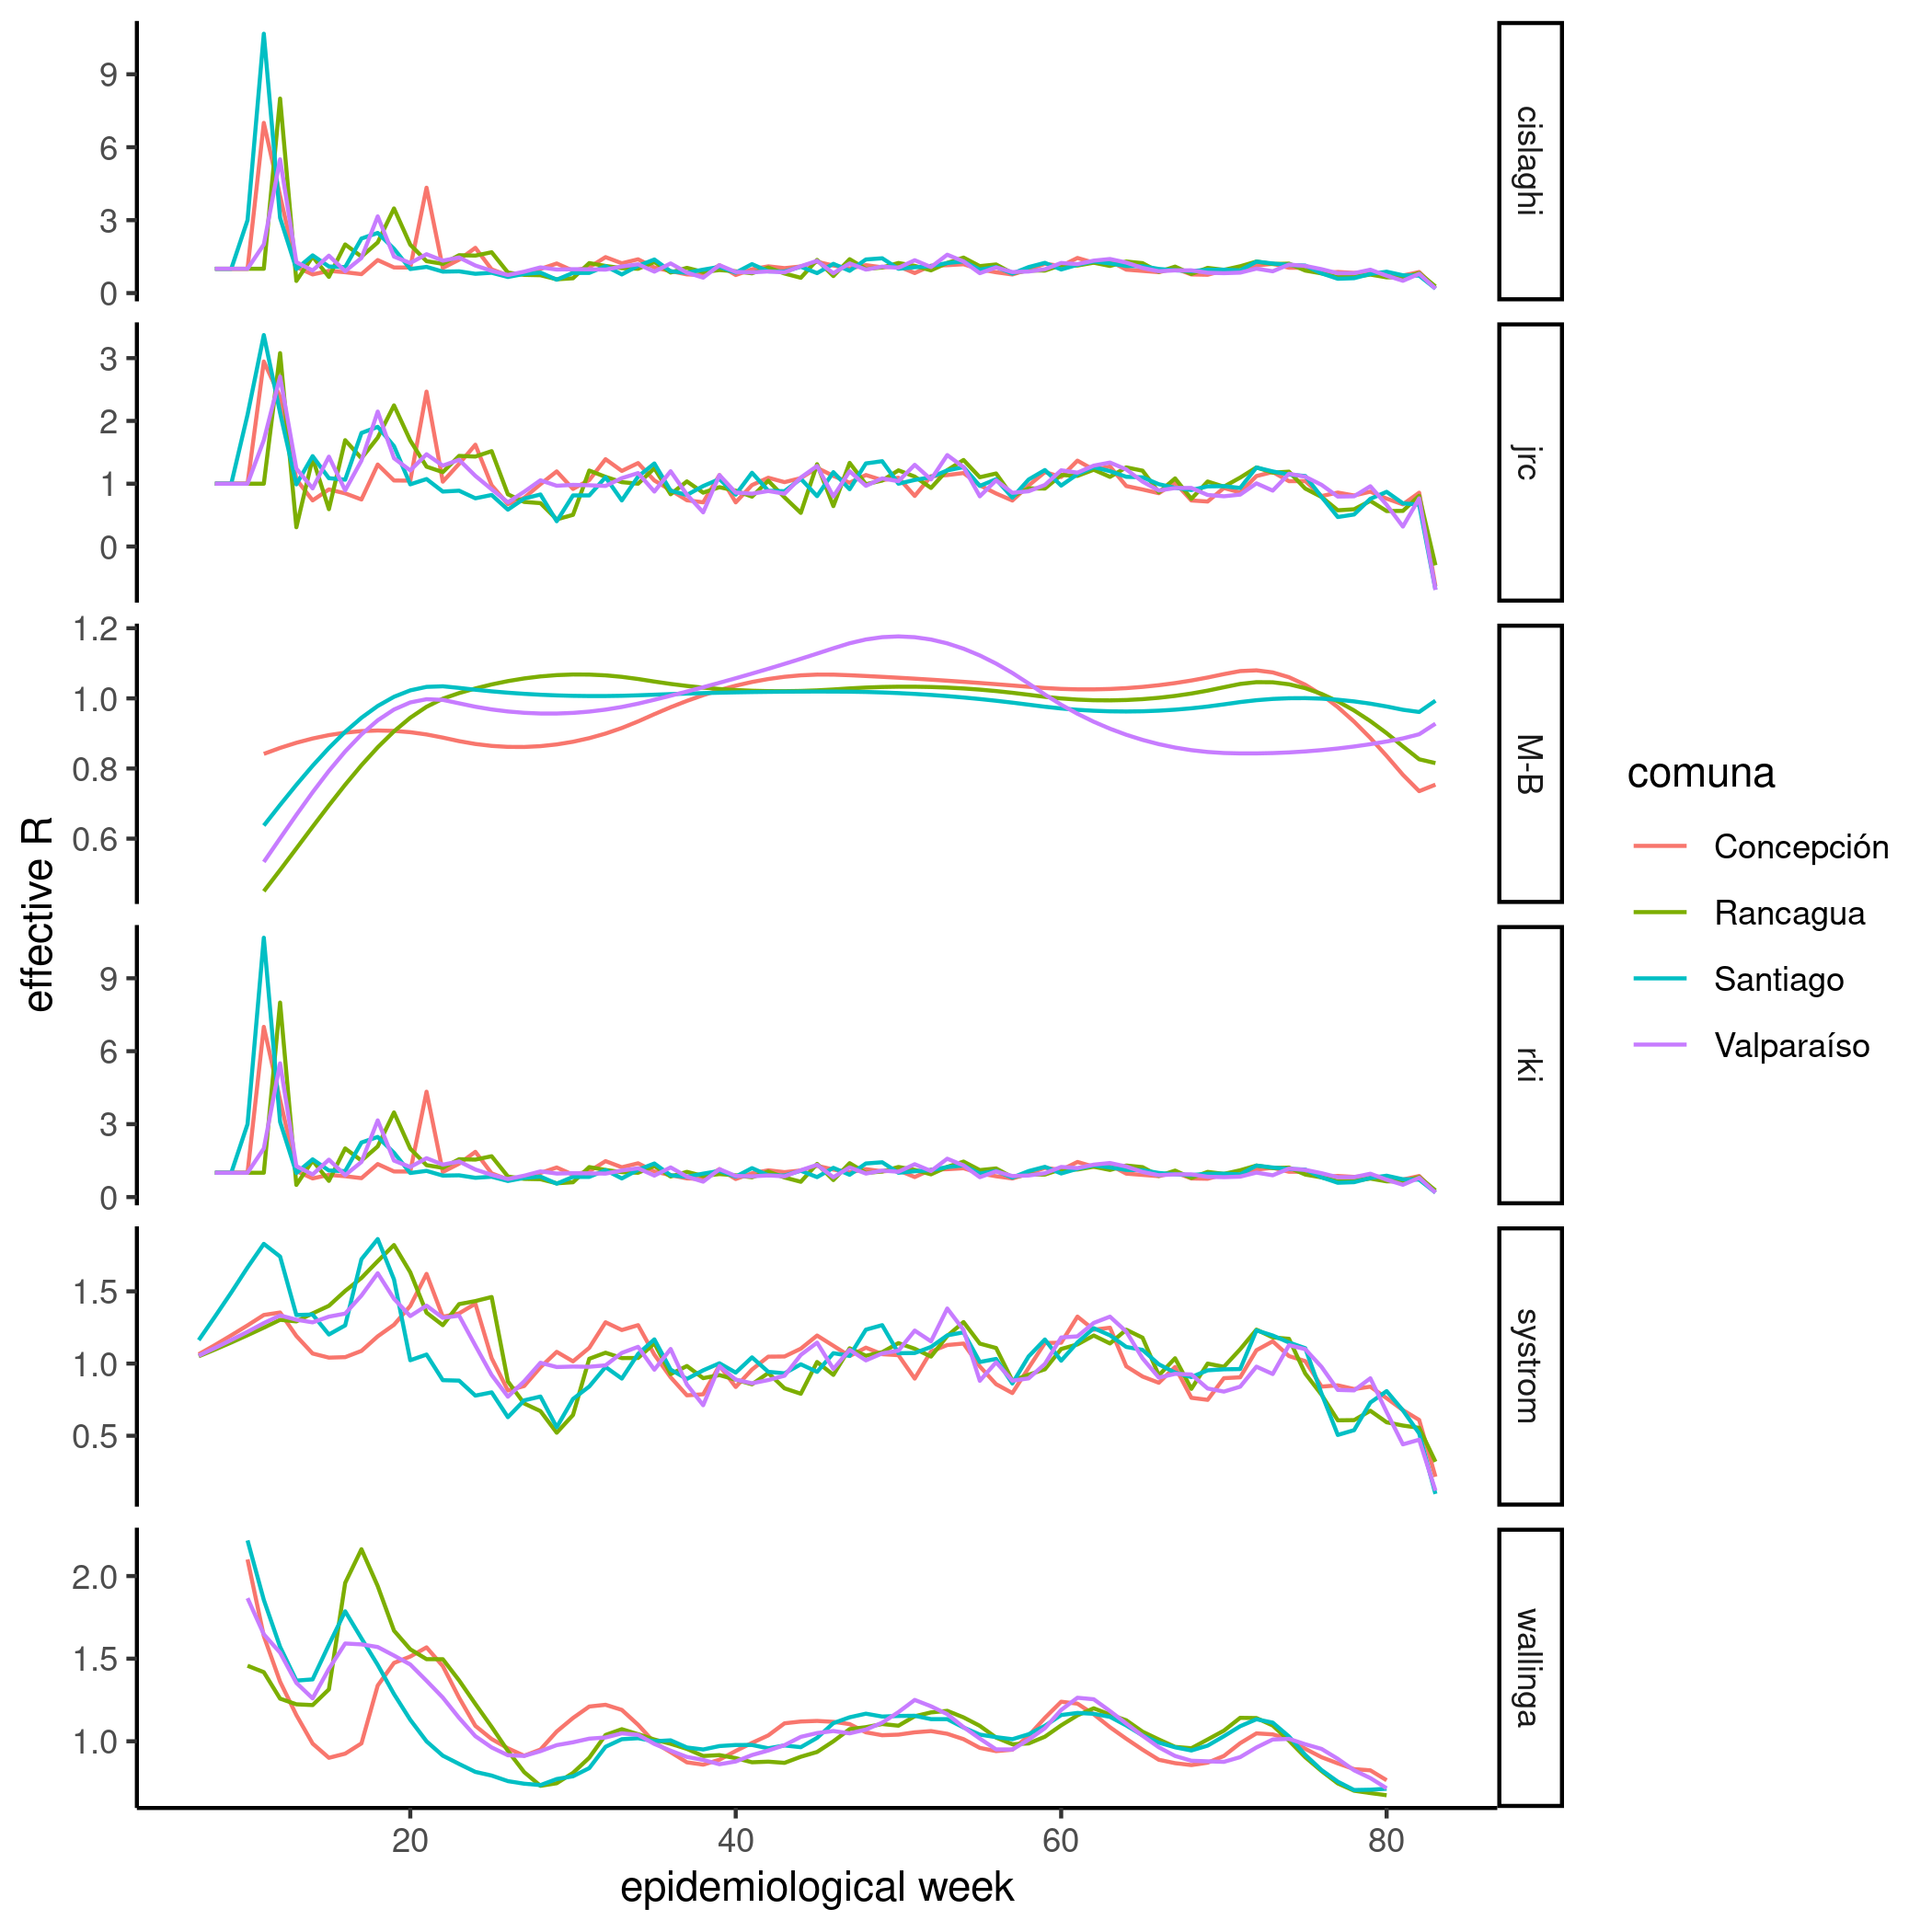 9
6
3
0
cislaghi
3
2
1
0
jrc
1.2
1.0
0.8
0.6
M-B
9
6
3
0
rki
1.5
1.0
0.5
systrom
2.0
1.5
1.0
wallinga
20 40 60 80
epidemiological week
effective R
comuna
Concepción
Rancagua
Santiago
Valparaíso